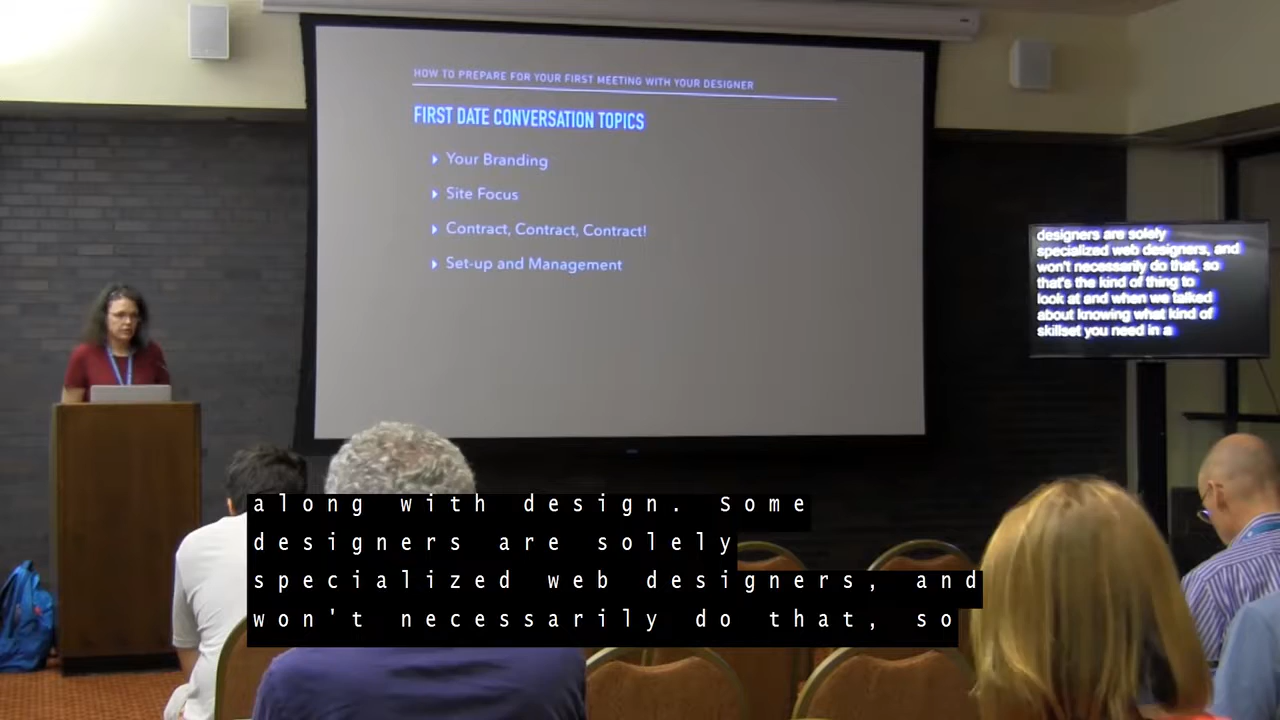 HOW TO PREPARE FOR YOUR FIRST MEETING WITH YOUR DESIGNER
FIRST DATE CONVERSATION TOPICS
Your Branding
Site Focus
Contract, Contract, Contract!
Set-up and Management
designers are solely
specialized web designers, and
won't necessarily do that, so
that's the kind of thing to
look at and when we talked
about knowing what kind of
skillset you need in a
along with design. Some
designers are solely
specialized web designers, and
won't necessarily do that, so